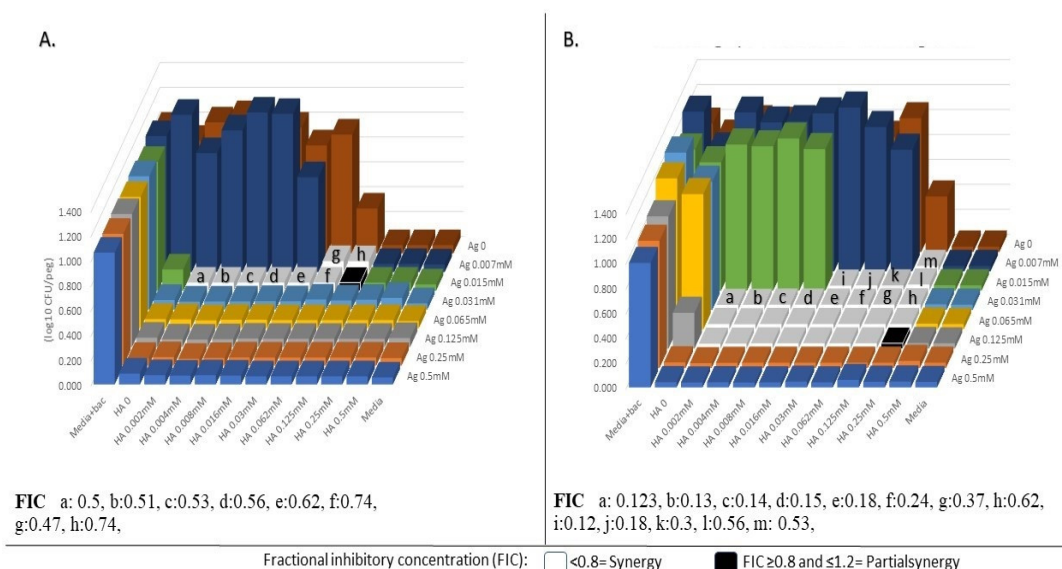 A.
B.
1.400
1.200
1.000
0.800
0.600
0.400
0.200
0.000
(log10 CFU/peg)
g h
a b c d e f
Ag 0
Ag 0.007mM
Ag 0.015mM
Ag 0.031mM
Ag 0.065mM
Ag 0.125mM
Ag 0.25mM
Ag 0.5mM
Media+bac
HA 0
HA 0.002mM
HA 0.004mM
HA 0.008mM
HA 0.016mM
HA 0.03mM
HA 0.062mM
HA 0.125mM
HA 0.25mM
HA 0.5mM
Media
1.400
1.200
1.000
0.800
0.600
0.400
0.200
0.000
m
i j k l
a b c d e f g h
Ag 0
Ag 0.007mM
Ag 0.015mM
Ag 0.031mM
Ag 0.065mM
Ag 0.125mM
Ag 0.25mM
Ag 0.5mM
Media+bac
HA 0
HA 0.002mM
HA 0.004mM
HA 0.008mM
HA 0.016mM
HA 0.03mM
HA 0.062mM
HA 0.125mM
HA 0.25mM
HA 0.5mM
Media
FIC a: 0.5, b:0.51, c:0.53, d:0.56, e:0.62, f:0.74,
g:0.47, h:0.74,
FIC a: 0.123, b:0.13, c:0.14, d:0.15, e:0.18, f:0.24, g:0.37, h:0.62,
i:0.12, j:0.18, k:0.3, l:0.56, m: 0.53,
Fractional inhibitory concentration (FIC): <0.8= Synergy FIC ≥0.8 and ≤1.2= Partialsynergy